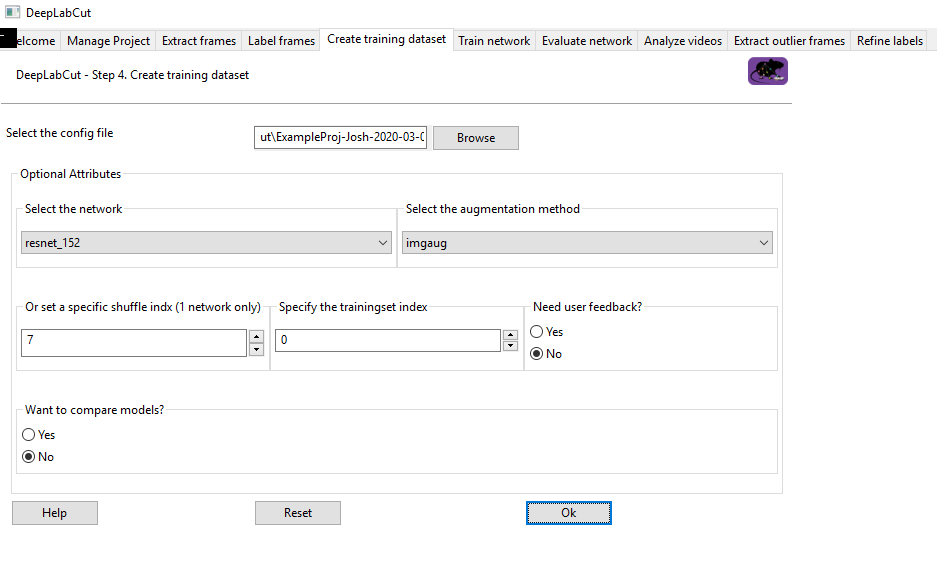 DeepLabCut
elcome Manage Project Extract frames Label frames Create training dataset Train network Evaluate network Analyze videos Extract outlier frames Refine labels
DeepLabCut - Step 4. Create training dataset
Select the config file ut\ExampleProj-Josh-2020-03-0 Browse
Optional Attributes
Select the network Select the augmentation method
resnet_152 imgaug
Or set a specific shuffle indx (1 network only) Specify the trainingset index Need user feedback?
7 0 Yes
No
Want to compare models?
Yes
No
Help Reset Ok